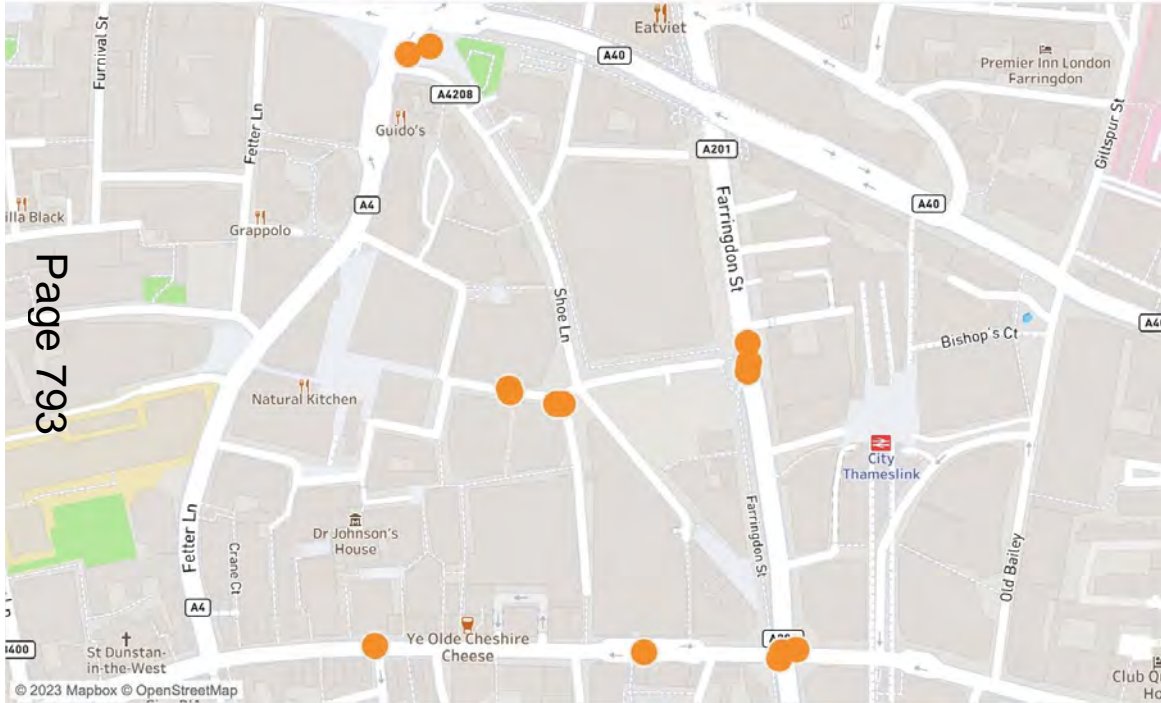 Eatviet
A40
Premier Inn London
Farringdon
Furnival St
A4208
Guido's
Fetter Ln
A201
Giltspur St
A4
A40
Farringdon St
illa Black
Grappolo
Page 793
Shoe Ln
Bishop's Ct
Natural Kitchen
City
Thameslink
Dr Johnson's
House
Fetter Ln
Crane Ct
Farringdon St
Old Bailey
A4
St Dunstan-
in-the-West
Ye Olde Cheshire
Cheese
Club
© 2023 Mapbox © OpenStreetMap